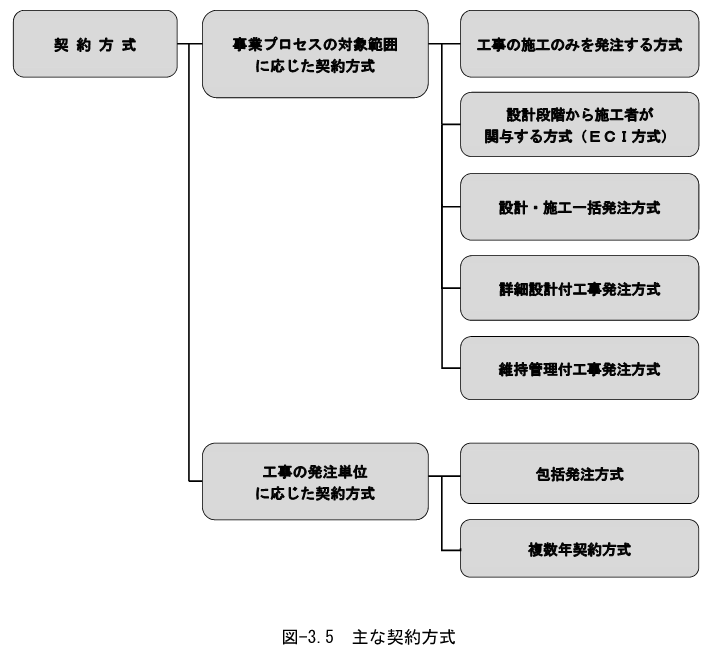 契 約 方 式
事業プロセスの対象範囲
に応じた契約方式
工事の施工のみを発注する方式
設計段階から施工者が
関与する方式（ＥＣＩ方式）
設計・施工一括発注方式
詳細設計付工事発注方式
維持管理付工事発注方式
工事の発注単位
に応じた契約方式
包括発注方式
複数年契約方式
図-3.5　主な契約方式